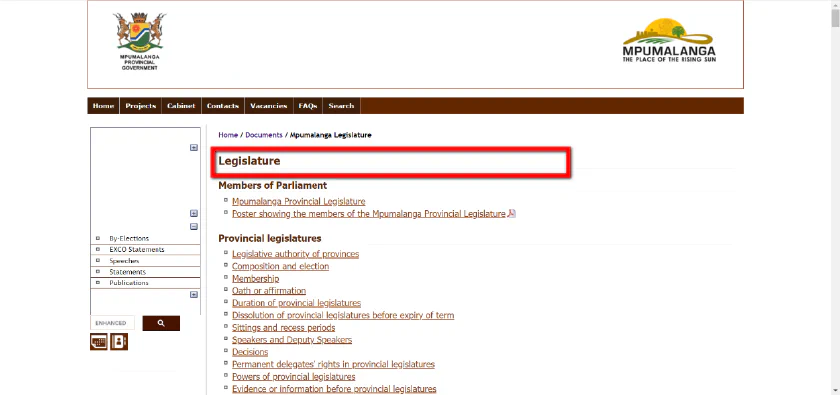 MPUMALANGA
PROVINCIAL
GOVERNMENT
MPUMALANGA
THE PLACE OF THE RISING SUN
Home Projects Cabinet Contacts Vacancies FAQs Search
Home / Documents / Mpumalanga Legislature
Legislature
Members of Parliament
Mpumalanga Provincial Legislature
Poster showing the members of the Mpumalanga Provincial Legislature
Provincial legislatures
Legislative authority of provinces
Composition and election
Membership
Oath or affirmation
Duration of provincial legislatures
Dissolution of provincial legislatures before expiry of term
Sittings and recess periods
Speakers and Deputy Speakers
Decisions
Permanent delegates' rights in provincial legislatures
Powers of provincial legislatures
Evidence or information before provincial legislatures
By-Elections
EXCO Statements
Speeches
Statements
Publications
ENHANCED